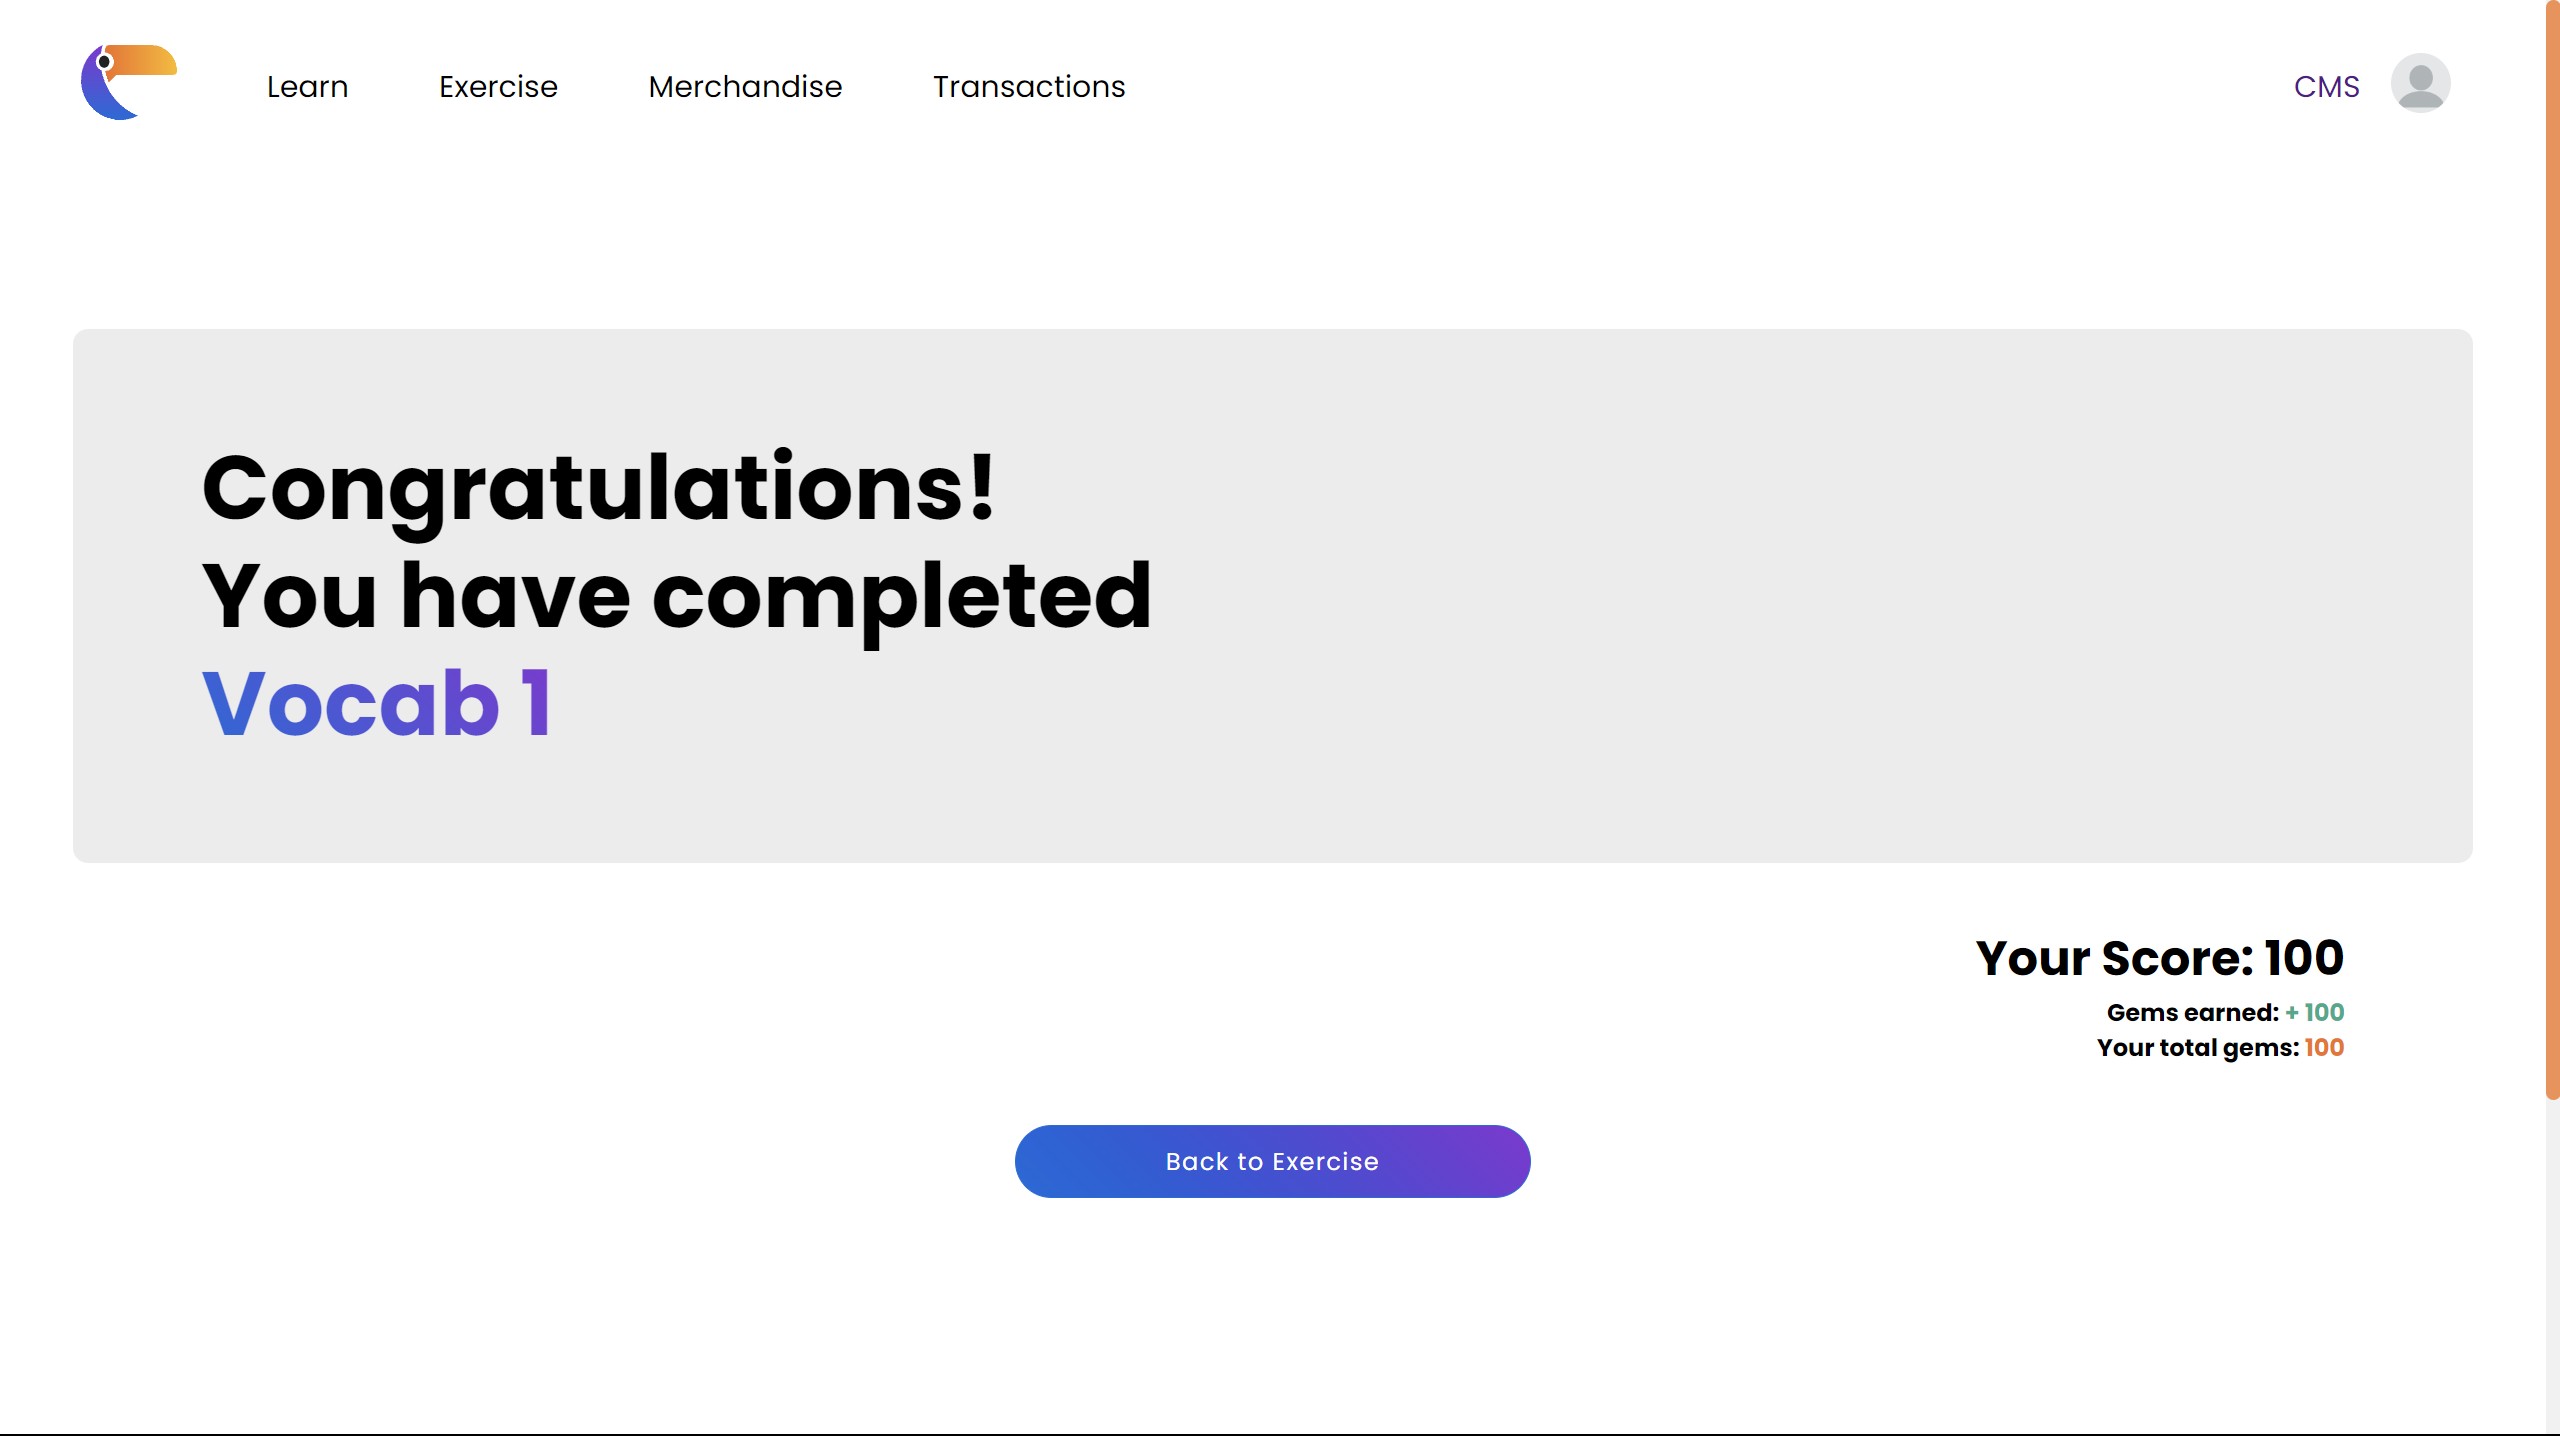 Learn Exercise Merchandise Transactions CMS
Congratulations!
You have completed
Vocab 1
Your Score: 100
Gems earned: + 100
Your total gems: 100
Back to Exercise